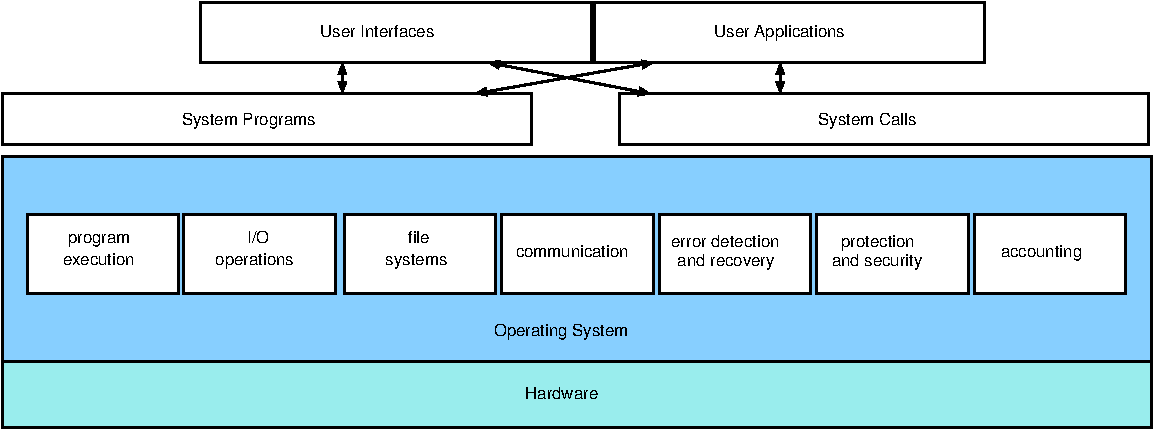 User Interfaces
User Applications
System Programs
System Calls
program
execution
I/O
operations
file
systems
communication
error detection
and recovery
protection
and security
accounting
Operating System
Hardware